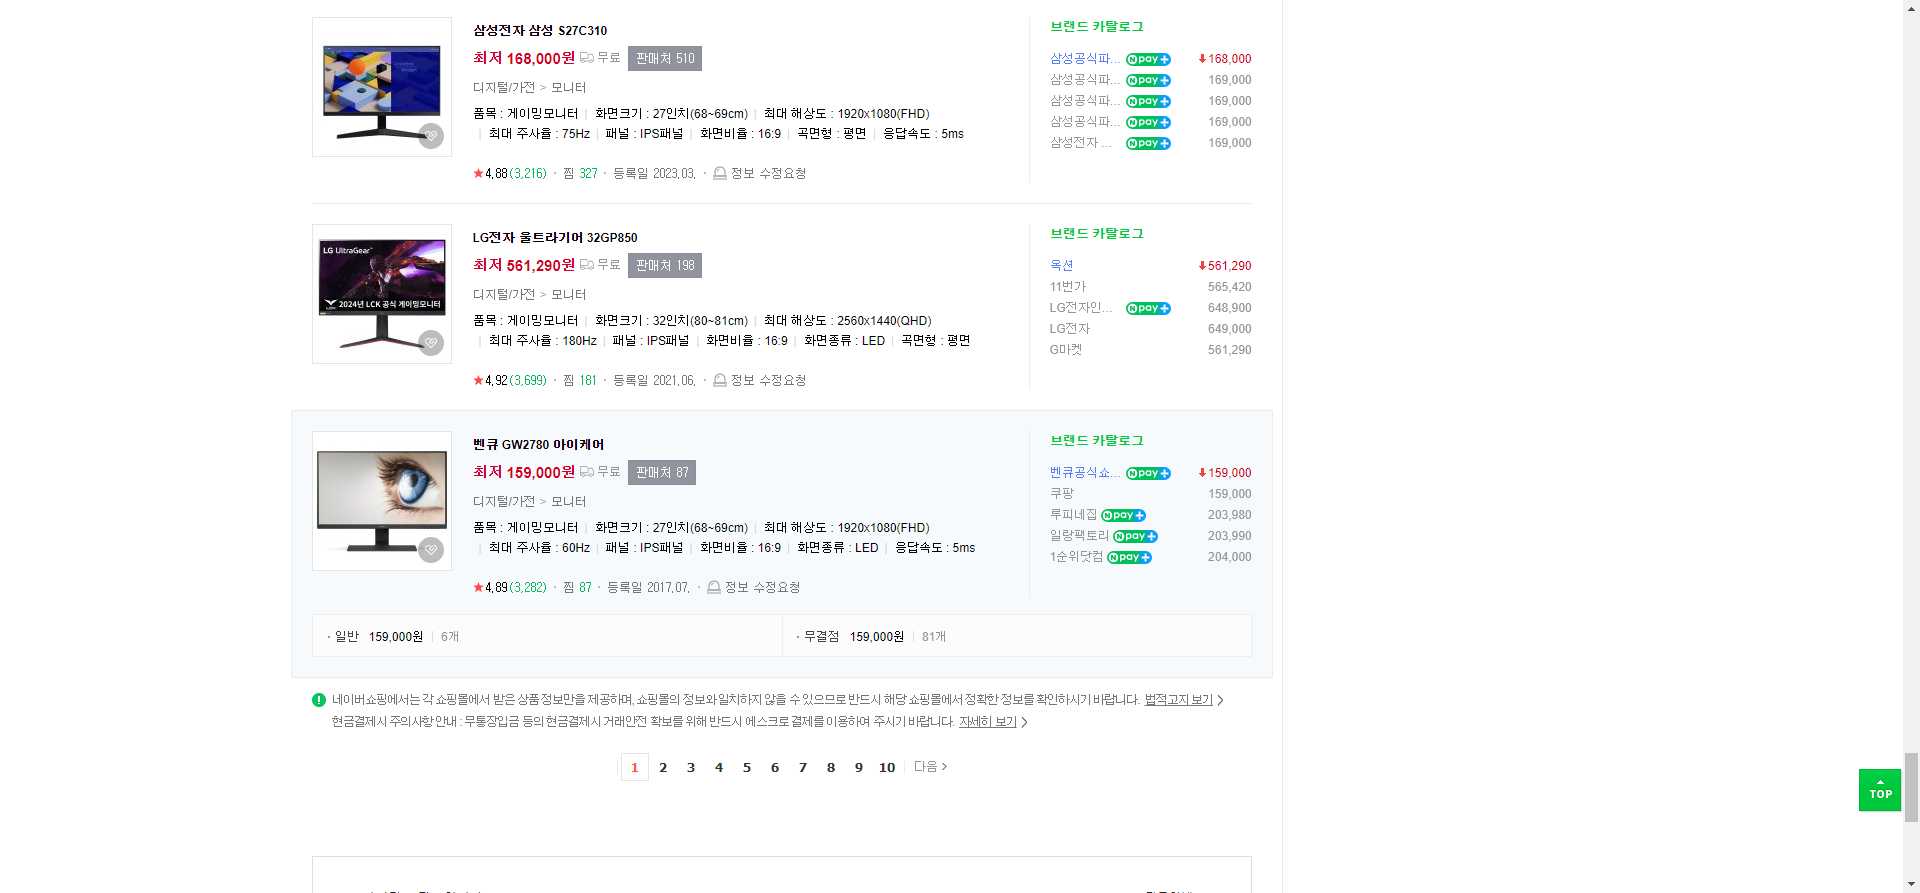 삼성전자 삼성 S27C310
최저 168,000원 무료 판매처 510
디지털/가전 > 모니터
품목 : 게이밍모니터 | 화면크기 : 27인치(68~69cm) | 최대 해상도 : 1920x1080(FHD)
| 최대 주사율 : 75Hz | 패널 : IPS패널 | 화면비율 : 16:9 | 곡면형 : 평면 | 응답속도 : 5ms
★4.88(3,216) · 찜 327 · 등록일 2023.03. · 정보 수정요청
브랜드 카탈로그
삼성공식파... N pay+ 168,000
삼성공식파... N pay+ 169,000
삼성공식파... N pay+ 169,000
삼성공식파... N pay+ 169,000
삼성전자 ... N pay+ 169,000
LG UltraGear™
2024년 LCK 공식 게이밍모니터
LG전자 울트라기어 32GP850
최저 561,290원 무료 판매처 198
디지털/가전 > 모니터
품목 : 게이밍모니터 | 화면크기 : 32인치(80~81cm) | 최대 해상도 : 2560x1440(QHD)
| 최대 주사율 : 180Hz | 패널 : IPS패널 | 화면비율 : 16:9 | 화면종류 : LED | 곡면형 : 평면
★4.92(3,699) · 찜 181 · 등록일 2021.06. · 정보 수정요청
브랜드 카탈로그
옥션 561,290
11번가 565,420
LG전자인... N pay+ 648,900
LG전자 649,000
G마켓 561,290
벤큐 GW2780 아이케어
최저 159,000원 무료 판매처 87
디지털/가전 > 모니터
품목 : 게이밍모니터 | 화면크기 : 27인치(68~69cm) | 최대 해상도 : 1920x1080(FHD)
| 최대 주사율 : 60Hz | 패널 : IPS패널 | 화면비율 : 16:9 | 화면종류 : LED | 응답속도 : 5ms
★4.89(3,282) · 찜 87 · 등록일 2017.07. · 정보 수정요청
브랜드 카탈로그
벤큐공식쇼... N pay+ 159,000
쿠팡 159,000
루피네집 N pay+ 203,980
일랑팩토리 N pay+ 203,990
1순위닷컴 N pay+ 204,000
· 일반 159,000원 | 6개
· 무결점 159,000원 | 81개
네이버쇼핑에서는 각 쇼핑몰에서 받은 상품 정보만을 제공하며, 쇼핑몰의 정보와 일치하지 않을 수 있으므로 반드시 해당 쇼핑몰에서 정확한 정보를 확인하시기 바랍니다. 법적고지 보기 >
현금결제시 주의사항 안내 : 무통장입금 등의 현금결제시 거래안전 확보를 위해 반드시 에스크로 결제를 이용하여 주시기 바랍니다. 자세히 보기 >
1 2 3 4 5 6 7 8 9 10 다음 >
TOP